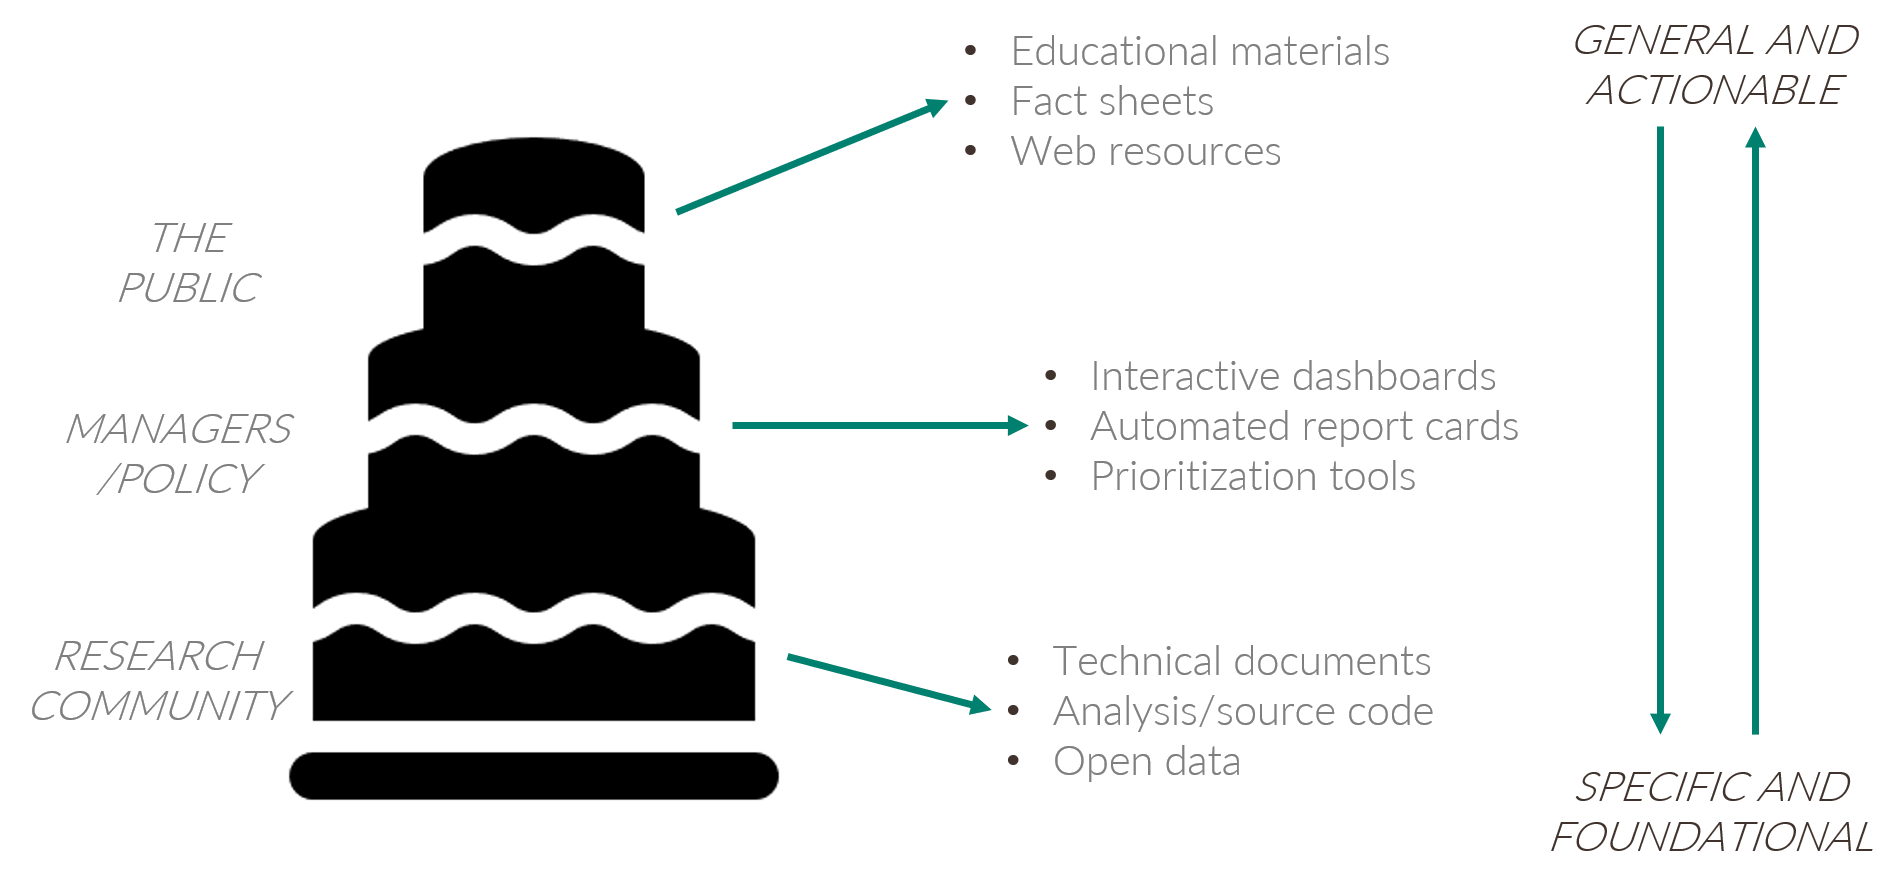 THE
PUBLIC
MANAGERS
/POLICY
RESEARCH
COMMUNITY
• Educational materials
• Fact sheets
• Web resources
• Interactive dashboards
• Automated report cards
• Prioritization tools
• Technical documents
• Analysis/source code
• Open data
GENERAL AND
ACTIONABLE
SPECIFIC AND
FOUNDATIONAL